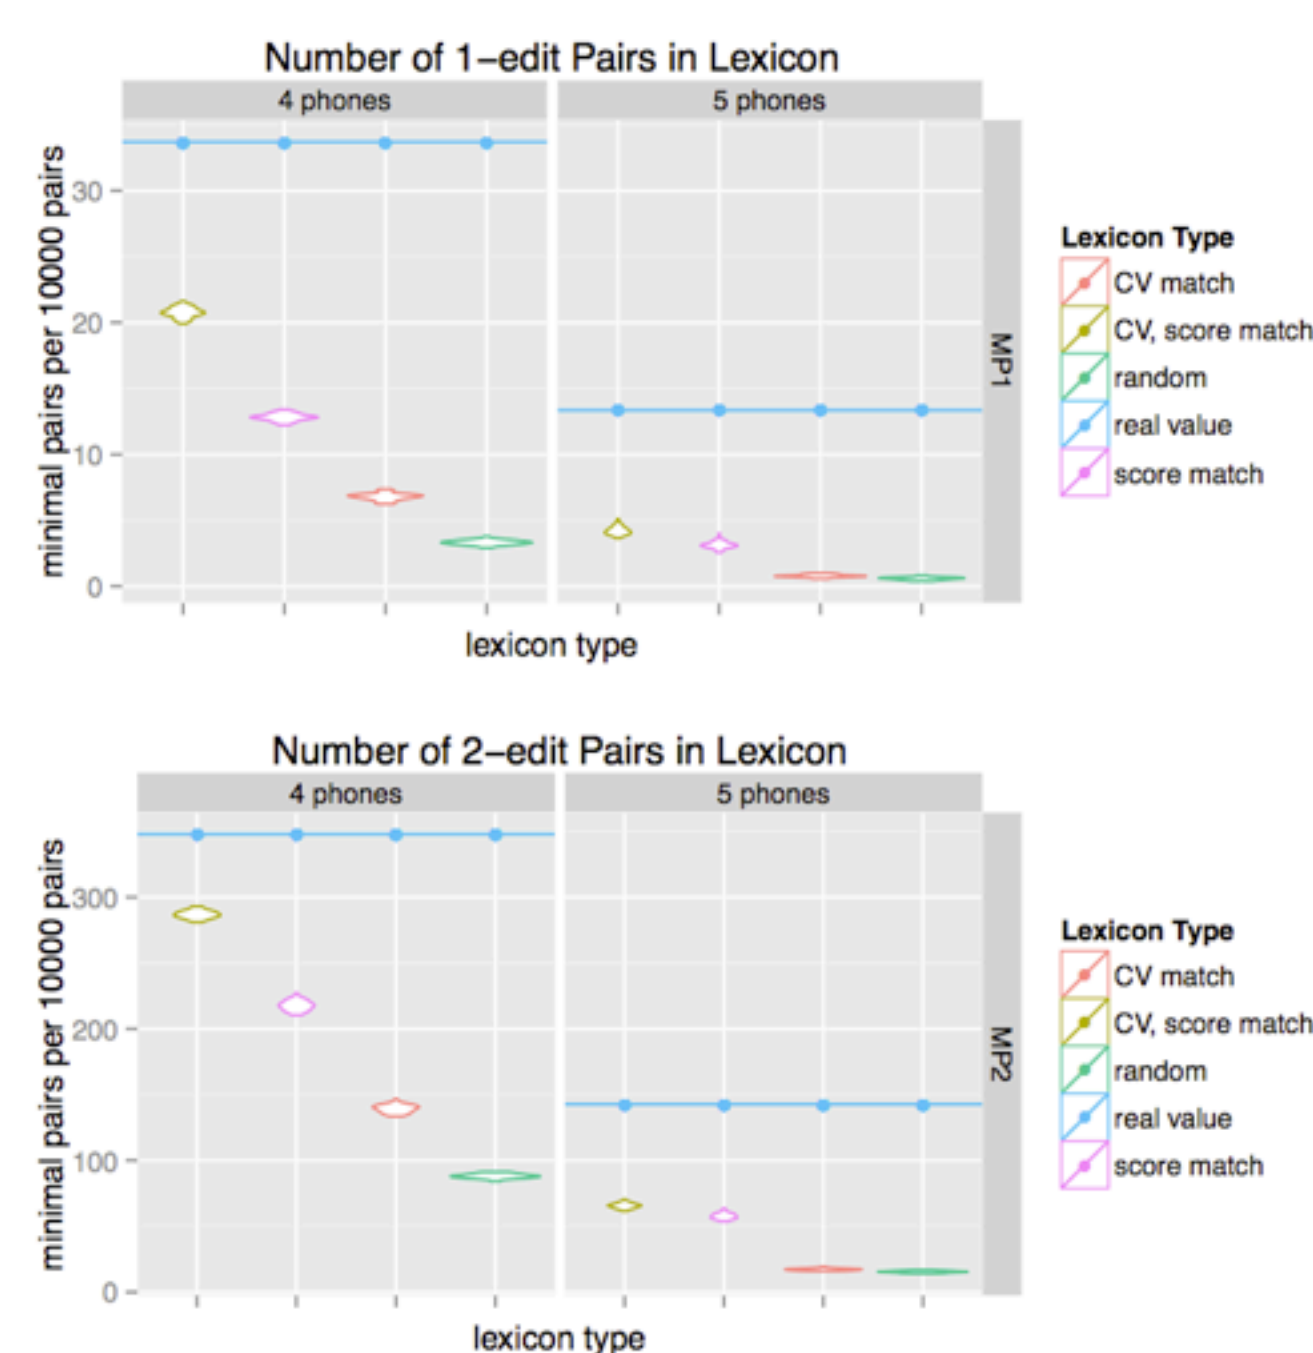 Number of 1−edit Pairs in Lexicon
4 phones
5 phones
minimal pairs per 10000 pairs
30
20
10
0
MP1
lexicon type
Lexicon Type
CV match
CV, score match
random
real value
score match
Number of 2−edit Pairs in Lexicon
4 phones
5 phones
minimal pairs per 10000 pairs
300
200
100
0
MP2
lexicon type
Lexicon Type
CV match
CV, score match
random
real value
score match